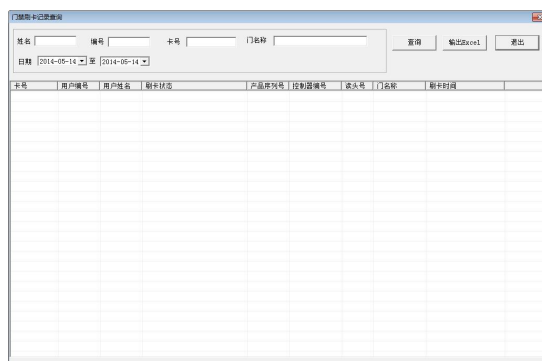 门禁刷卡记录查询
姓名 编号 卡号 门名称 查询 输出Excel 退出
日期 2014-05-14 至 2014-05-14
卡号 用户编号 用户姓名 刷卡状态 产品序列号 控制器编号 读头号 门名称 刷卡时间